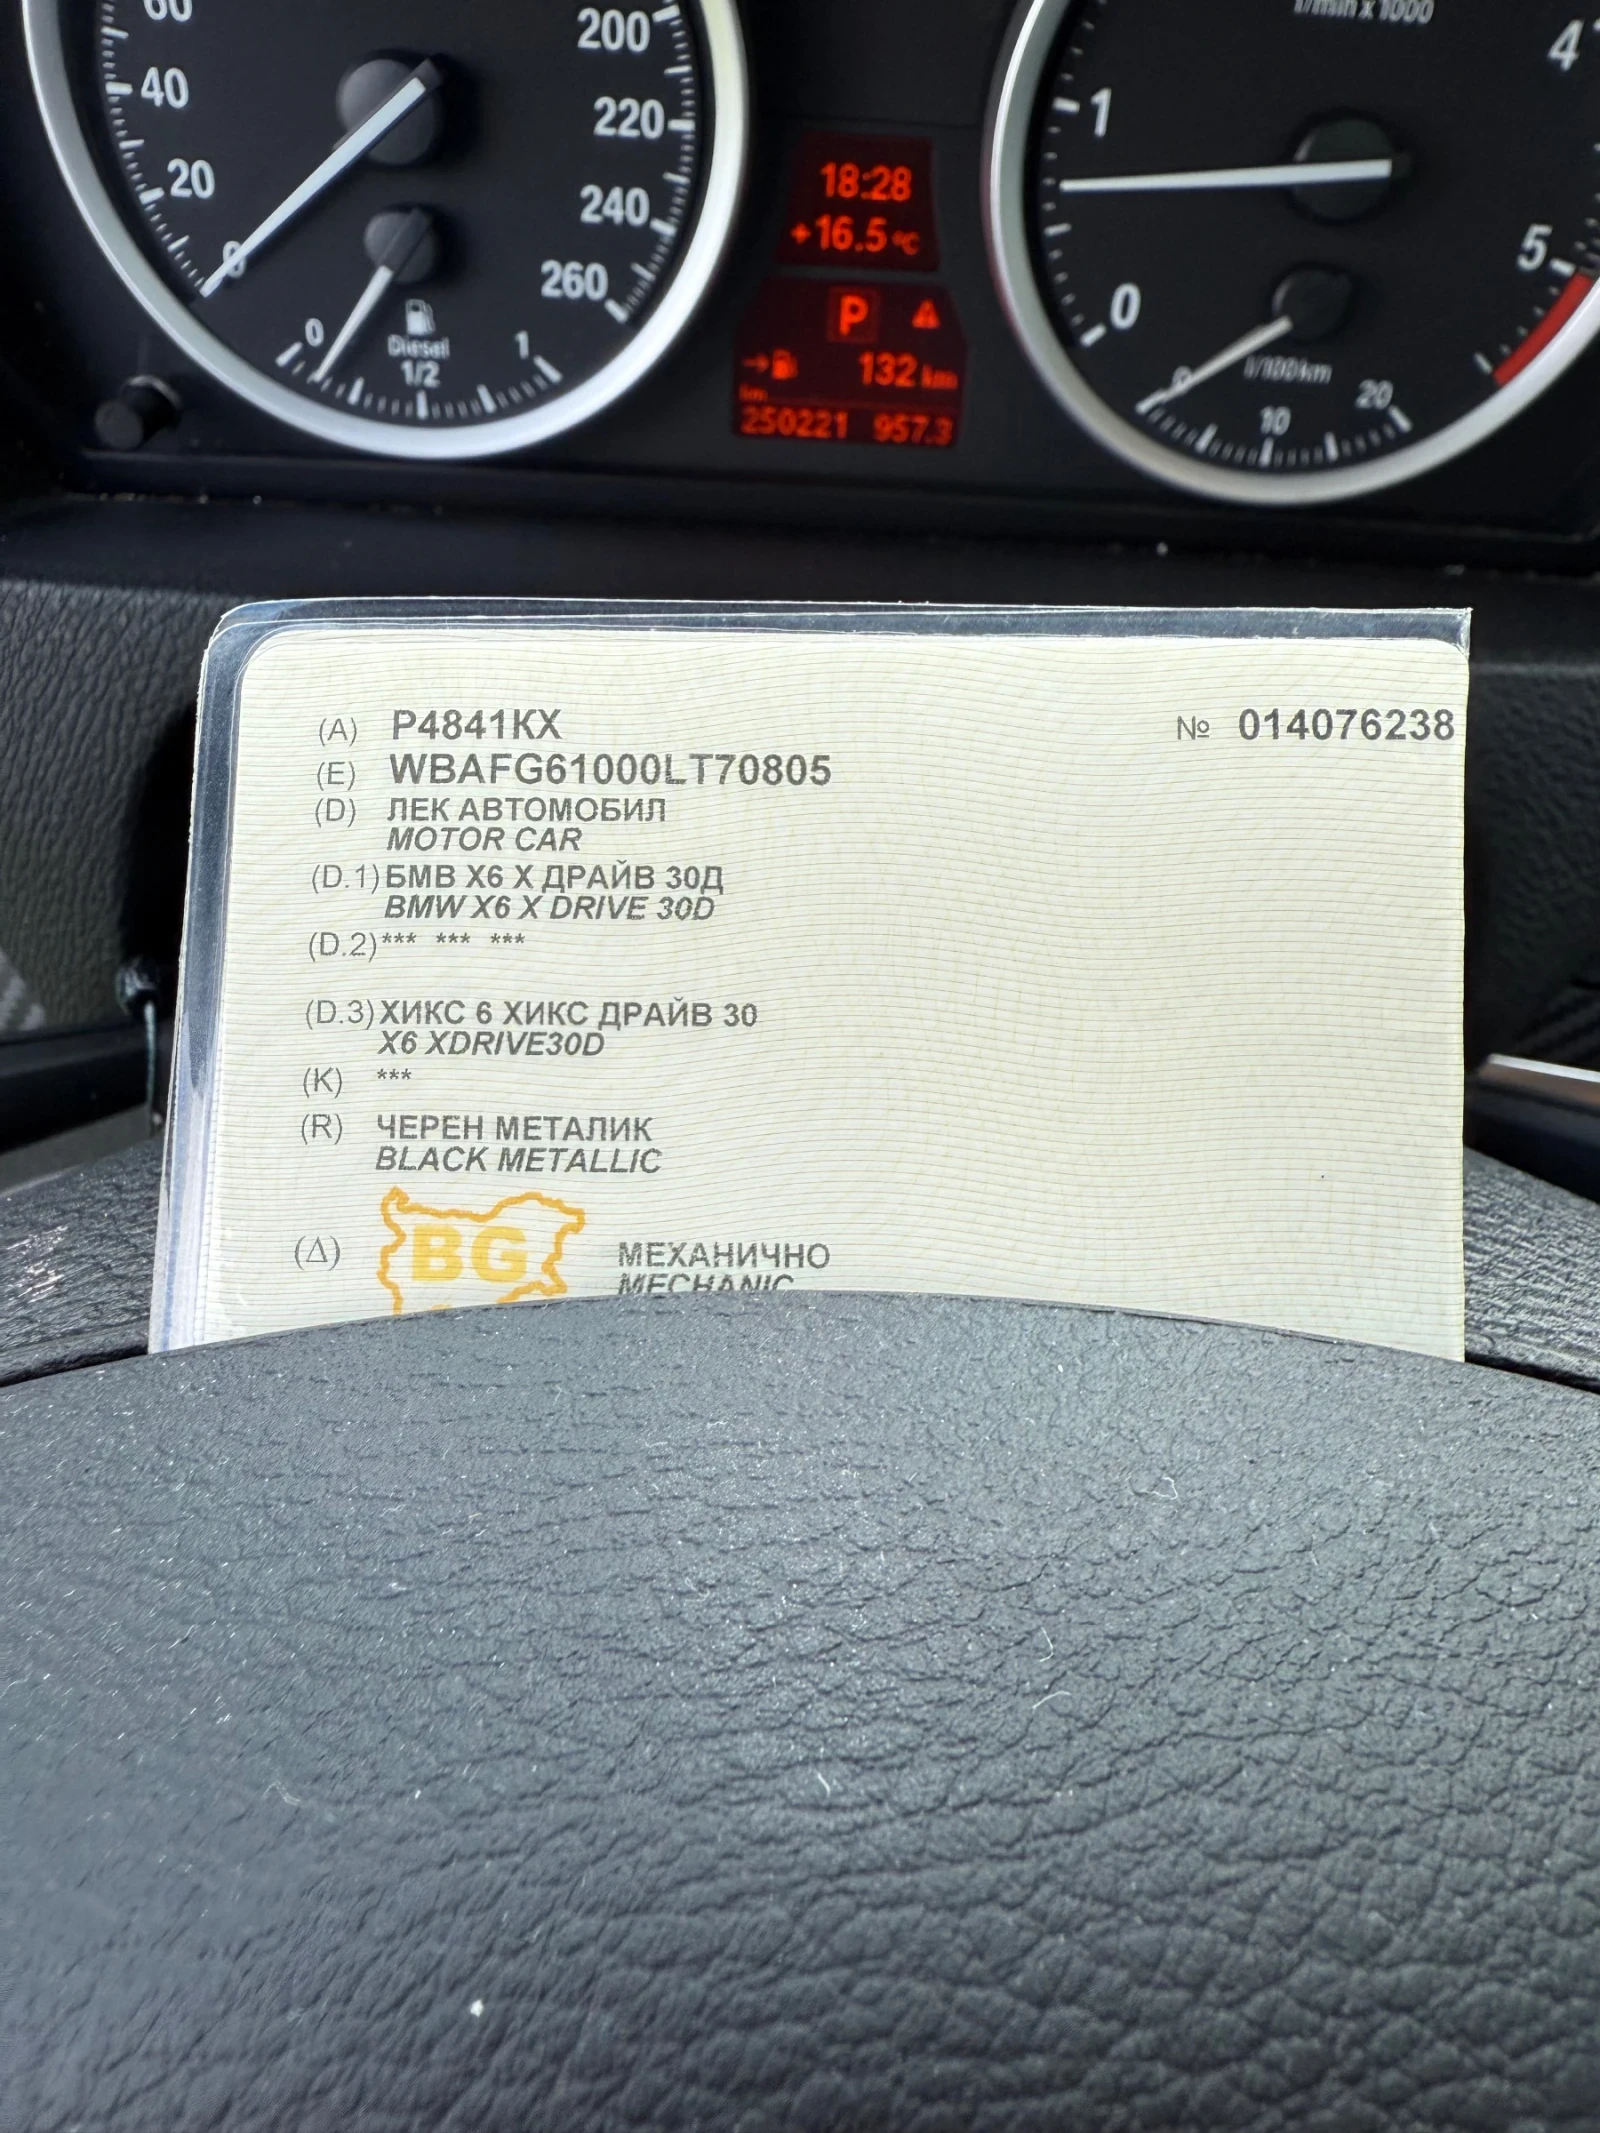 60
40
20
0
200
220
240
260
0
Diesel
1/2
1
18:28
+16.5 °C
P
132 km
km
250221 957.3
1/min x 1000
1
0
4
5
0
l/100km
10
20
(A) P4841KX
№ 014076238
(E) WBAFG61000LT70805
(D) ЛЕК АВТОМОБИЛ
MOTOR CAR
(D.1) БМВ Х6 Х ДРАЙВ 30Д
BMW X6 X DRIVE 30D
(D.2) *** *** ***
(D.3) ХИКС 6 ХИКС ДРАЙВ 30
X6 XDRIVE30D
(K) ***
(R) ЧЕРЕН МЕТАЛИК
BLACK METALLIC
(Δ) BG МЕХАНИЧНО
MECHANIC